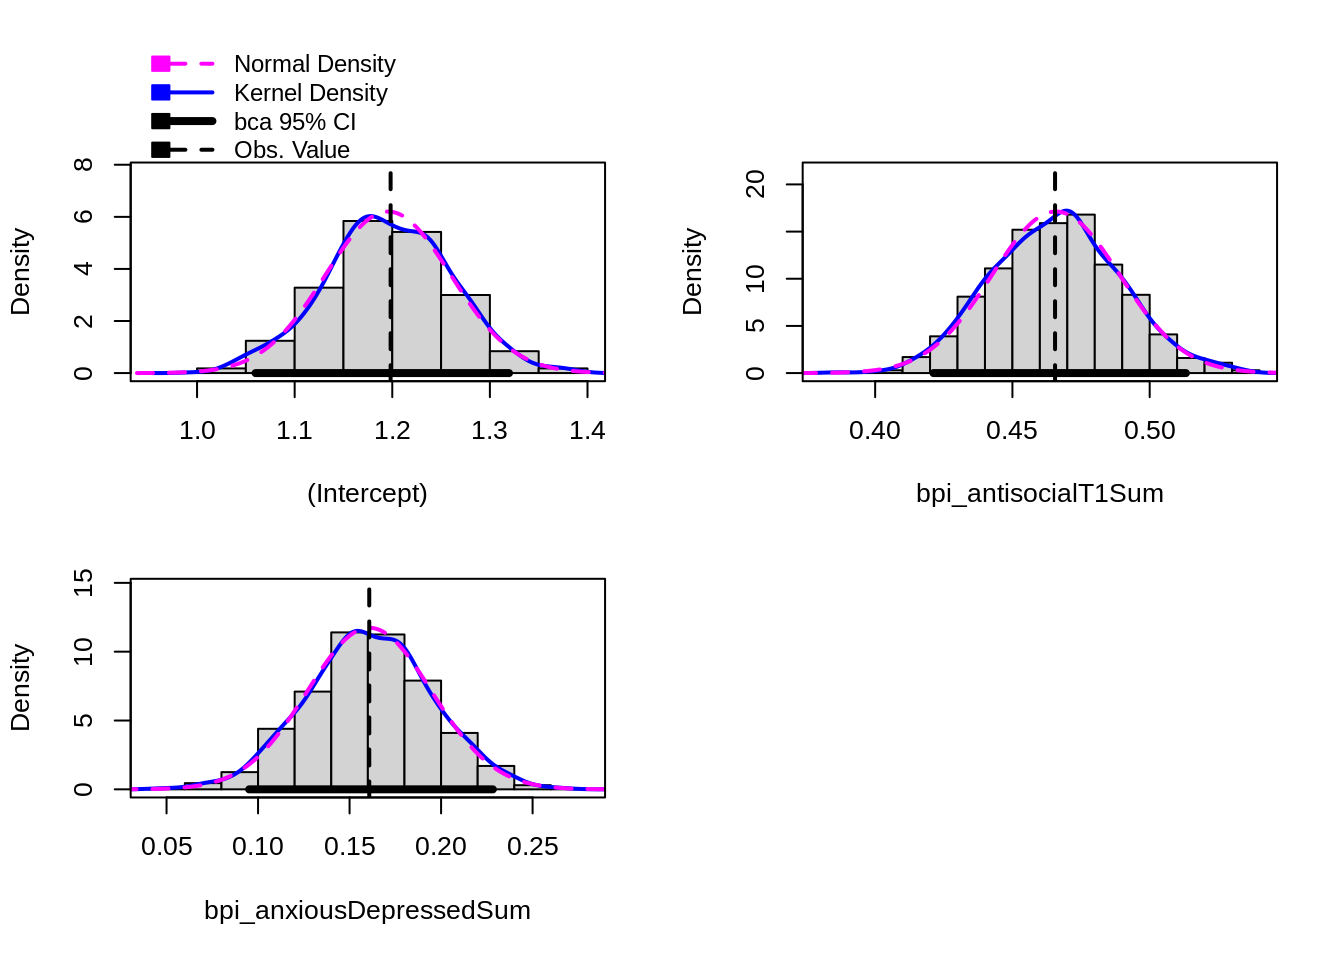 Normal Density
Kernel Density
bca 95% CI
Obs. Value
Density
0 2 4 6 8
1.0 1.1 1.2 1.3 1.4
(Intercept)
Density
0 5 10 20
0.40 0.45 0.50
bpi_antisocialT1Sum
Density
0 5 10 15
0.05 0.10 0.15 0.20 0.25
bpi_anxiousDepressedSum